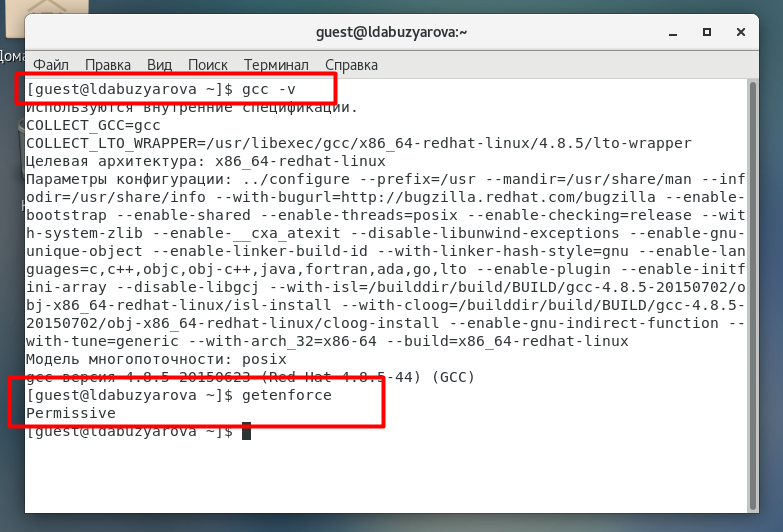 guest@ldabuzyarova:~
Файл Правка Вид Поиск Терминал Справка
[guest@ldabuzyarova ~]$ gcc -v
Используются внутренние спецификации.
COLLECT_GCC=gcc
COLLECT_LTO_WRAPPER=/usr/libexec/gcc/x86_64-redhat-linux/4.8.5/lto-wrapper
Целевая архитектура: x86_64-redhat-linux
Параметры конфигурации: ../configure --prefix=/usr --mandir=/usr/share/man --inf
odir=/usr/share/info --with-bugurl=http://bugzilla.redhat.com/bugzilla --enable-
bootstrap --enable-shared --enable-threads=posix --enable-checking=release --wit
h-system-zlib --enable-__cxa_atexit --disable-libunwind-exceptions --enable-gnu-
unique-object --enable-linker-build-id --with-linker-hash-style=gnu --enable-lan
guages=c,c++,objc,obj-c++,java,fortran,ada,go,lto --enable-plugin --enable-initf
ini-array --disable-libgcj --with-isl=/builddir/build/BUILD/gcc-4.8.5-20150702/o
bj-x86_64-redhat-linux/isl-install --with-cloog=/builddir/build/BUILD/gcc-4.8.5-
20150702/obj-x86_64-redhat-linux/cloog-install --enable-gnu-indirect-function --
with-tune=generic --with-arch_32=x86-64 --build=x86_64-redhat-linux
Модель многопоточности: posix
gcc версия 4.8.5 20150623 (Red Hat 4.8.5-44) (GCC)
[guest@ldabuzyarova ~]$ getenforce
Permissive
[guest@ldabuzyarova ~]$